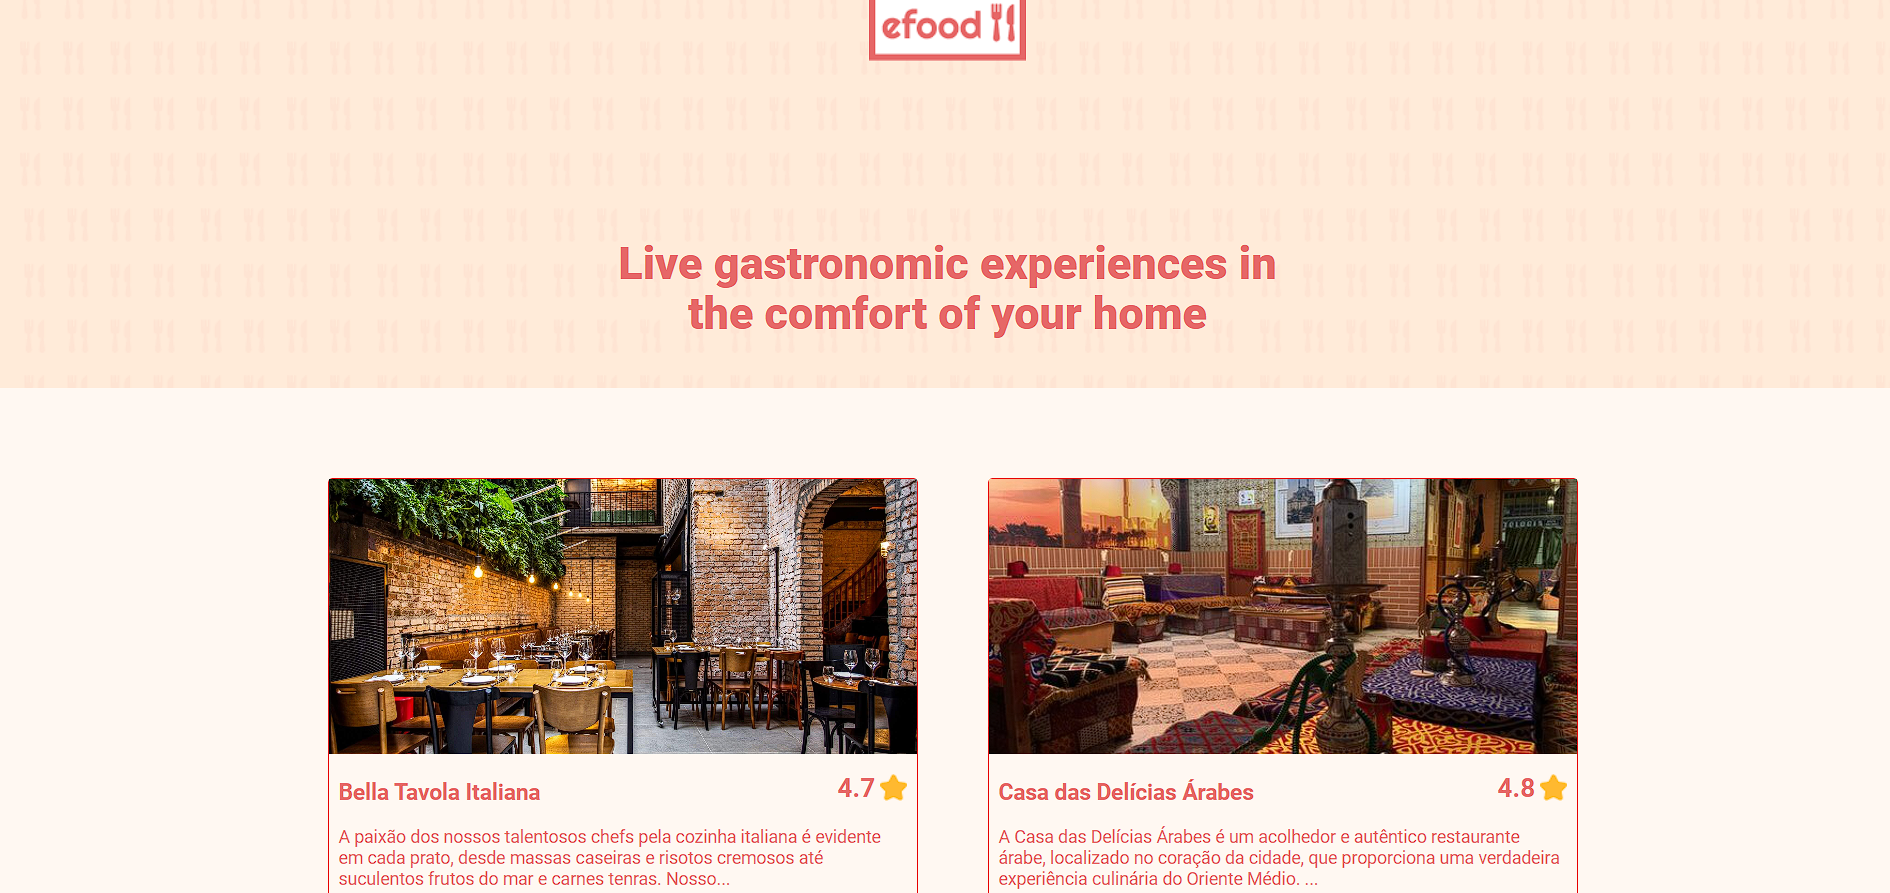 efood
Live gastronomic experiences in
the comfort of your home
Bella Tavola Italiana
4.7
A paixão dos nossos talentosos chefs pela cozinha italiana é evidente
em cada prato, desde massas caseiras e risotos cremosos até
suculentos frutos do mar e carnes tenras. Nosso...
Casa das Delícias Árabes
4.8
A Casa das Delícias Árabes é um acolhedor e autêntico restaurante
árabe, localizado no coração da cidade, que proporciona uma verdadeira
experiência culinária do Oriente Médio. ...